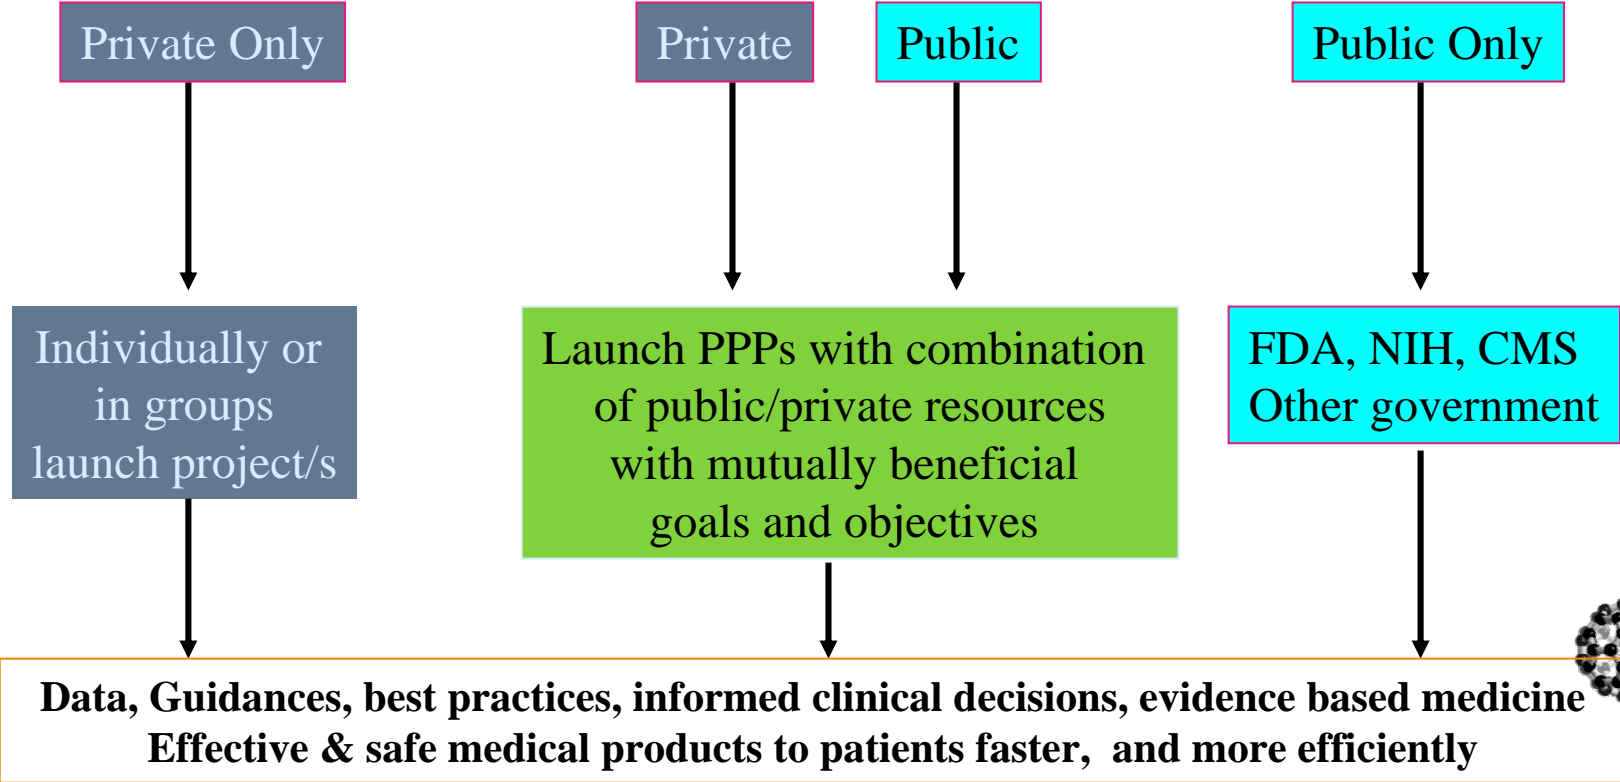 Private Only
Private
Public
Public Only
Individually or
in groups
launch project/s
Launch PPPs with combination
of public/private resources
with mutually beneficial
goals and objectives
FDA, NIH, CMS
Other government
Data, Guidances, best practices, informed clinical decisions, evidence based medicine
Effective & safe medical products to patients faster,  and more efficiently